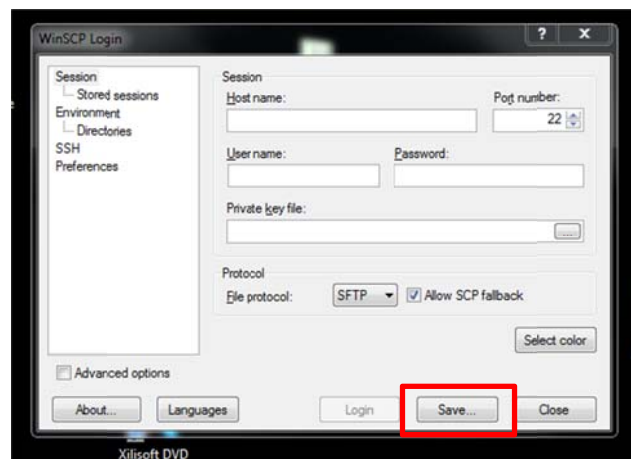 WinSCP Login
Session
Stored sessions
Environment
Directories
SSH
Preferences
Session
Host name:
Port number:
22
User name:
Password:
Private key file:
...
Protocol
File protocol:
SFTP
Allow SCP fallback
Select color
Advanced options
About...
Languages
Login
Save...
Close
Xilisoft DVD